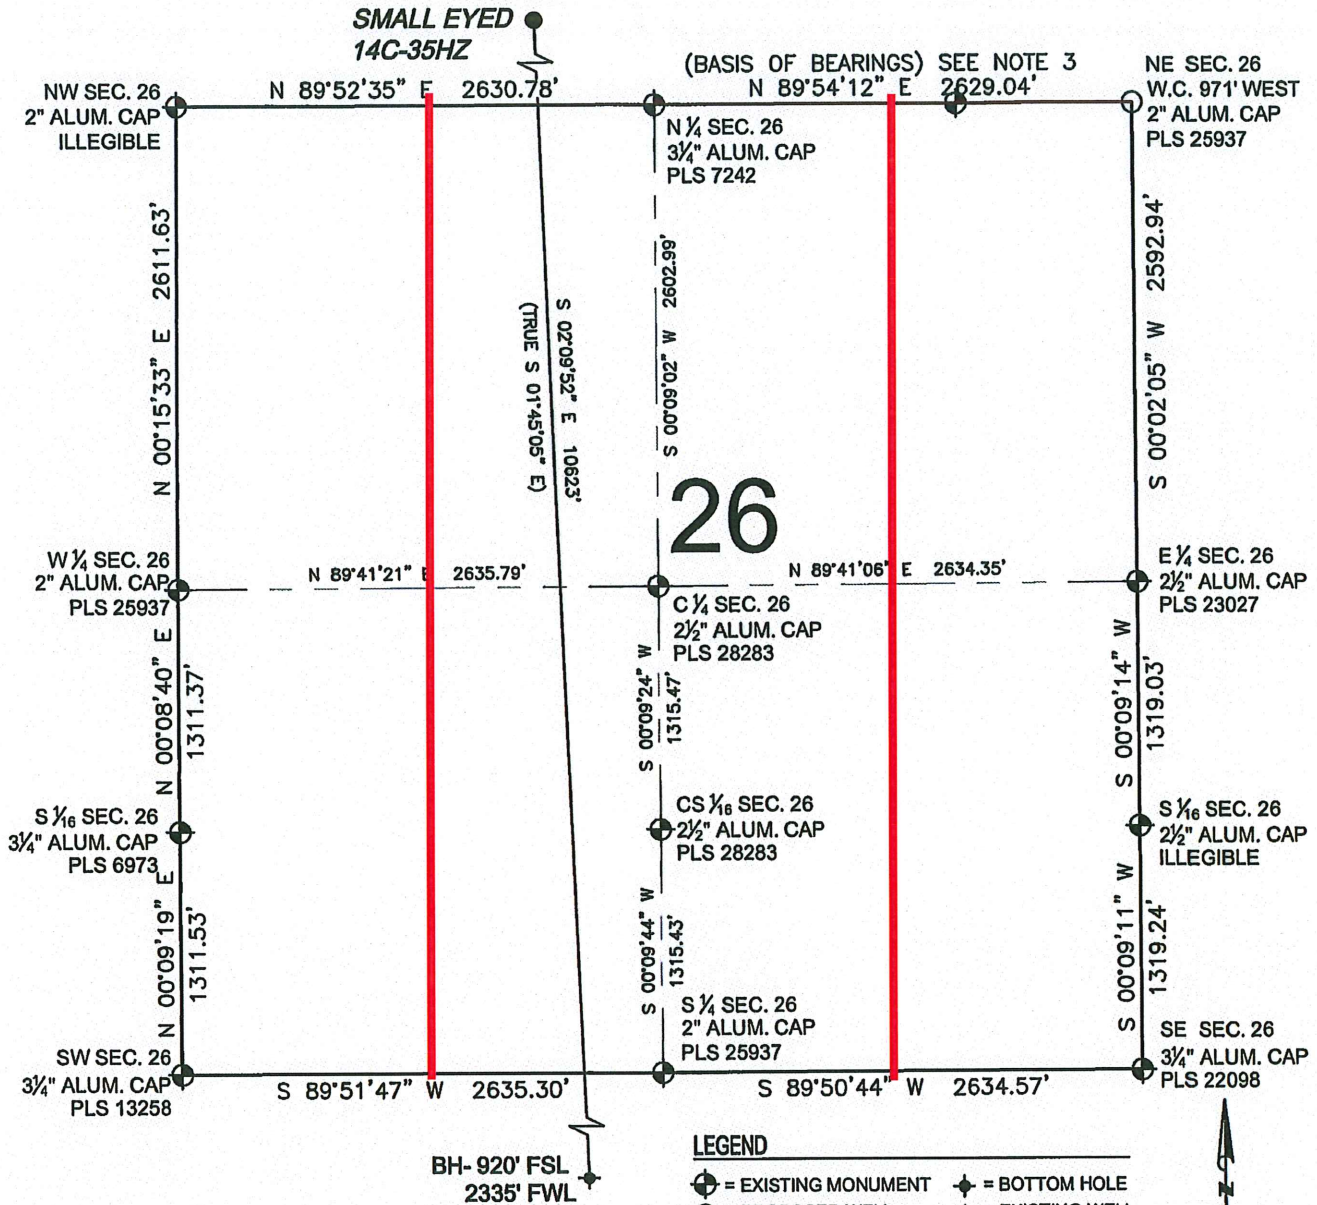 SMALL EYED
14C-35HZ
(BASIS OF BEARINGS) SEE NOTE 3
N 89°52'35" E 2630.78'
N 89°54'12" E 2629.04'
NW SEC. 26
2" ALUM. CAP
ILLEGIBLE
N ¼ SEC. 26
3¼" ALUM. CAP
PLS 7242
NE SEC. 26
W.C. 971' WEST
2" ALUM. CAP
PLS 25937
N 00°15'33" E 2611.63'
S 02°09'52" E 10623'
(TRUE S 01°45'05" E)
S 00°09'02" W 2602.99'
S 00°02'05" W 2592.94'
26
W ¼ SEC. 26
2" ALUM. CAP
PLS 25937
N 89°41'21" E 2635.79'
N 89°41'06" E 2634.35'
C ¼ SEC. 26
2½" ALUM. CAP
PLS 28283
E ¼ SEC. 26
2½" ALUM. CAP
PLS 23027
N 00°08'40" E
1311.37'
S 00°09'24" W
1315.47'
S 00°09'14" W
1319.03'
S 1/16 SEC. 26
3¼" ALUM. CAP
PLS 6973
CS 1/16 SEC. 26
2½" ALUM. CAP
PLS 28283
S 1/16 SEC. 26
2½" ALUM. CAP
ILLEGIBLE
N 00°09'19" E
1311.53'
S 00°09'44" W
1315.43'
S 00°09'11" W
1319.24'
SW SEC. 26
3¼" ALUM. CAP
PLS 13258
S ¼ SEC. 26
2" ALUM. CAP
PLS 25937
SE SEC. 26
3¼" ALUM. CAP
PLS 22098
S 89°51'47" W 2635.30'
S 89°50'44" W 2634.57'
BH- 920' FSL
2335' FWL
LEGEND
= EXISTING MONUMENT
= BOTTOM HOLE
N